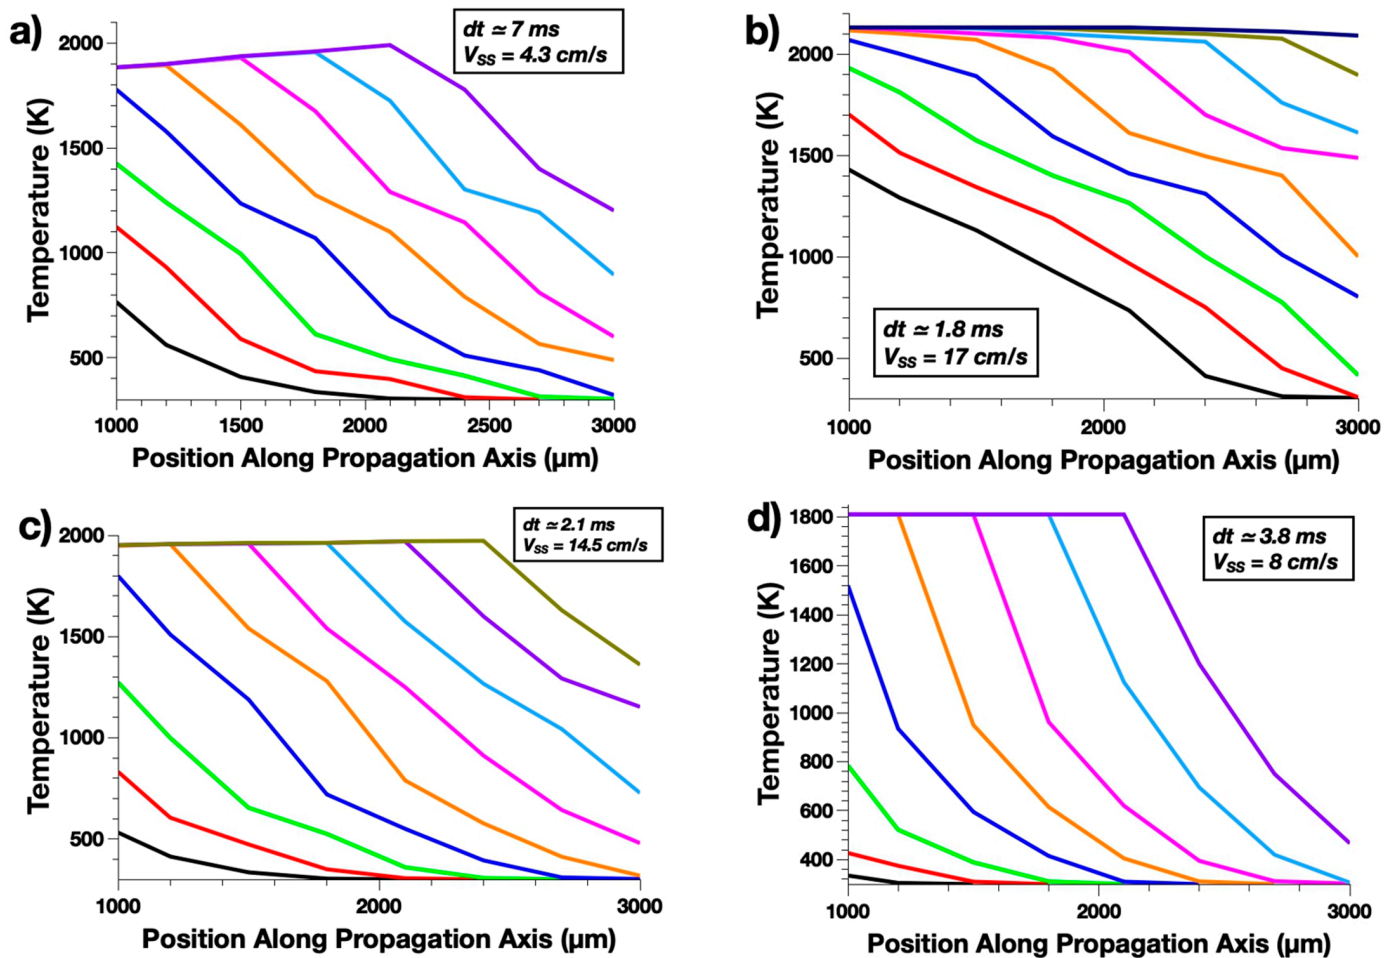 a)
dt ≃ 7 ms
VSS = 4.3 cm/s
2000
1500
1000
500
Temperature (K)
1000 1500 2000 2500 3000
Position Along Propagation Axis (μm)
b)
2000
1500
1000
500
Temperature (K)
dt ≃ 1.8 ms
VSS = 17 cm/s
1000 2000 3000
Position Along Propagation Axis (μm)
c)
dt ≃ 2.1 ms
VSS = 14.5 cm/s
2000
1500
1000
500
Temperature (K)
1000 2000 3000
Position Along Propagation Axis (μm)
d)
dt ≃ 3.8 ms
VSS = 8 cm/s
1800
1600
1400
1200
1000
800
600
400
Temperature (K)
1000 2000 3000
Position Along Propagation Axis (μm)